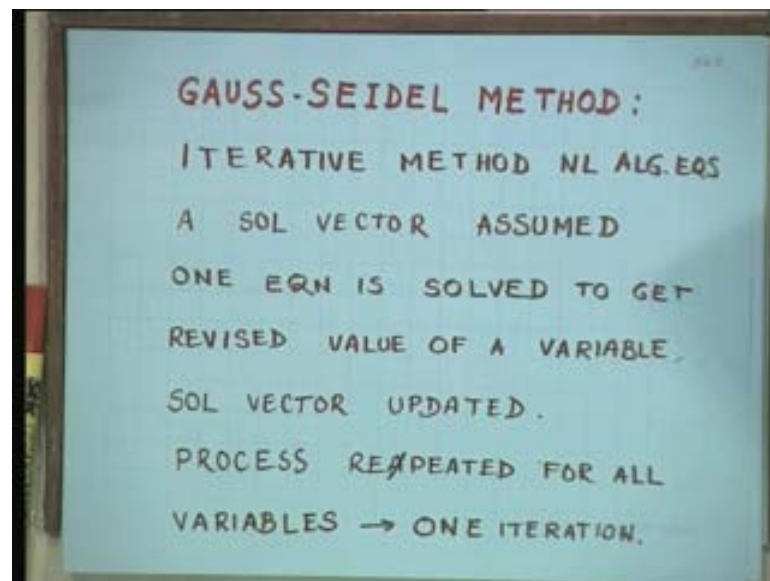 GAUSS-SEIDEL METHOD:
ITERATIVE METHOD NL ALG. EQS
A SOL VECTOR ASSUMED
ONE EQN IS SOLVED TO GET
REVISED VALUE OF A VARIABLE.
SOL VECTOR UPDATED.
PROCESS REPEATED FOR ALL
VARIABLES → ONE ITERATION.